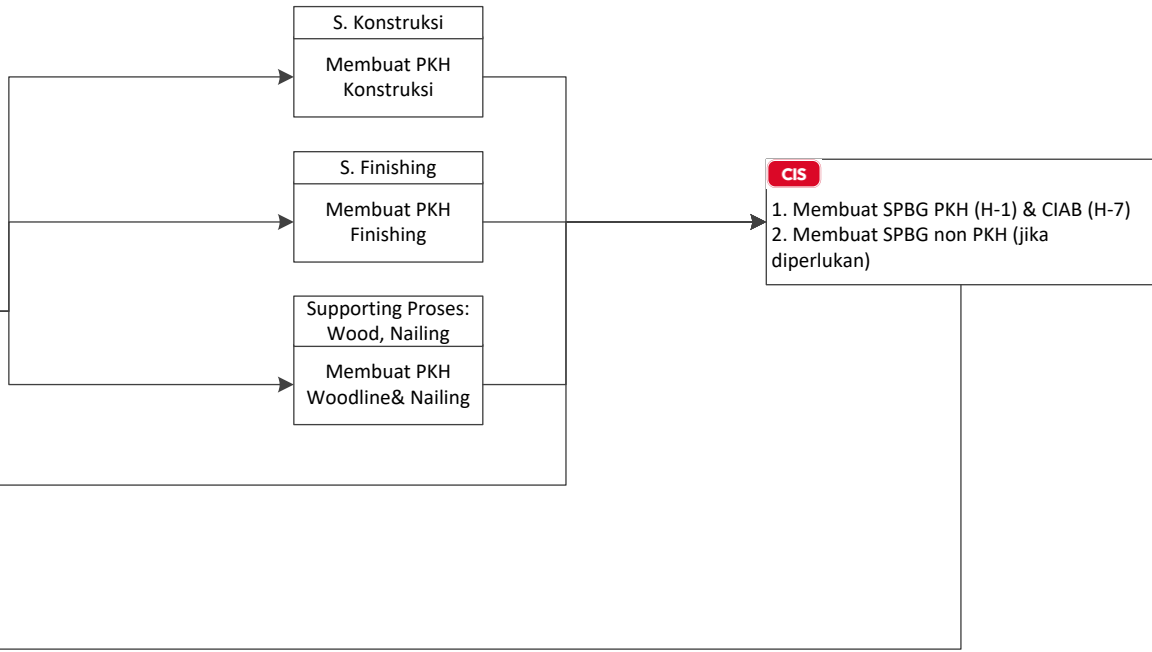 S. Konstruksi
Membuat PKH
Konstruksi
S. Finishing
Membuat PKH
Finishing
Supporting Proses:
Wood, Nailing
Membuat PKH
Woodline& Nailing
CIS
1. Membuat SPBG PKH (H-1) & CIAB (H-7)
2. Membuat SPBG non PKH (jika
diperlukan)